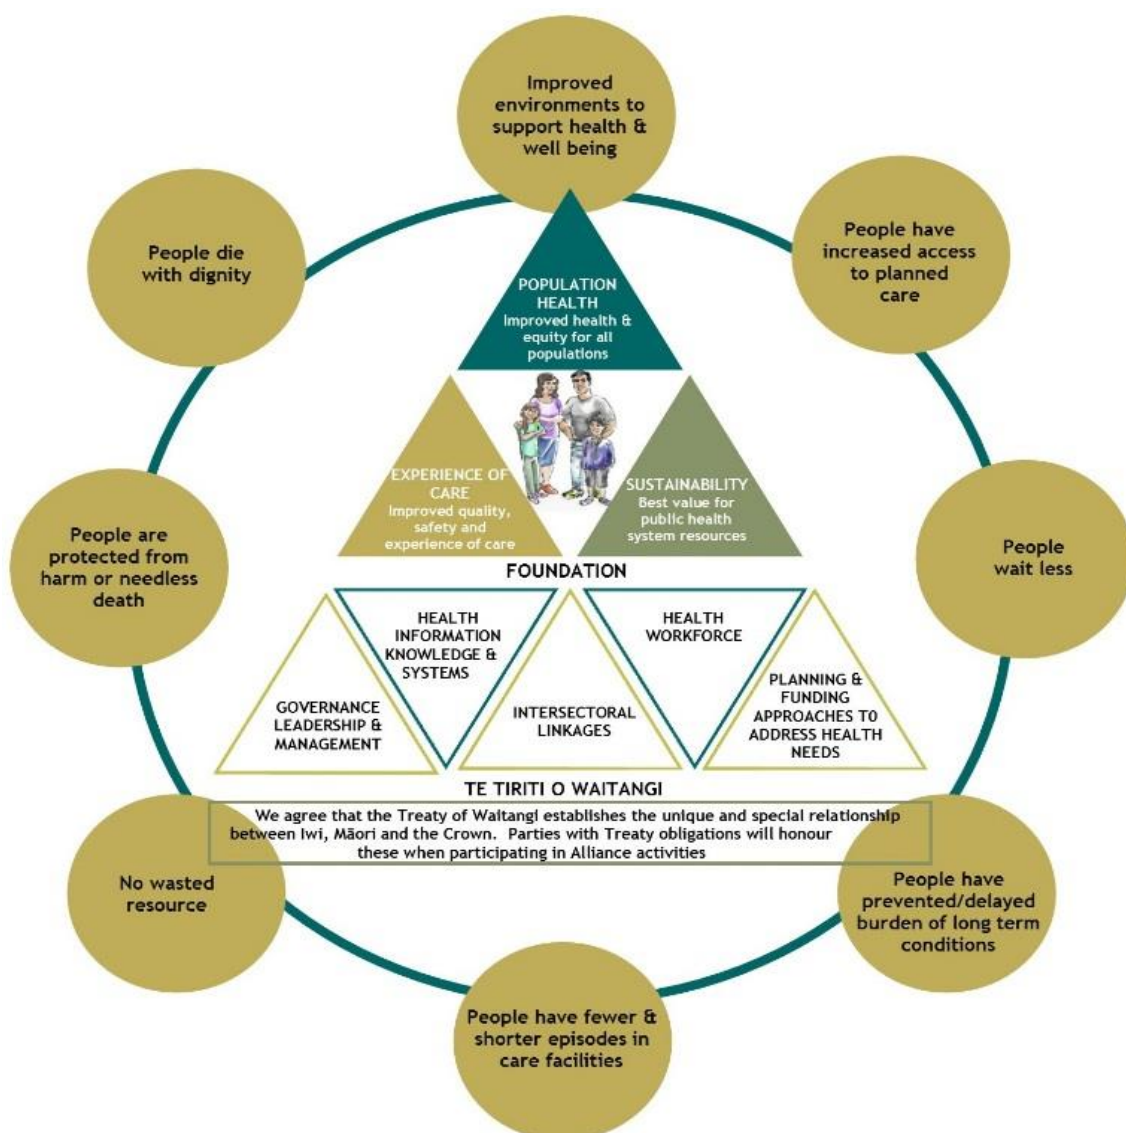 Improved
environments to
support health &
well being
People die
with dignity
People have
increased access
to planned
care
POPULATION
HEALTH
Improved health &
equity for all
populations
EXPERIENCE OF
CARE
Improved quality,
safety and
experience of care
SUSTAINABILITY
Best value for
public health
system resources
People are
protected from
harm or needless
death
People
wait less
FOUNDATION
GOVERNANCE
LEADERSHIP &
MANAGEMENT
HEALTH
INFORMATION
KNOWLEDGE &
SYSTEMS
INTERSECTORAL
LINKAGES
HEALTH
WORKFORCE
PLANNING &
FUNDING
APPROACHES T0
ADDRESS HEALTH
NEEDS
TE TIRITI O WAITANGI
We agree that the Treaty of Waitangi establishes the unique and special relationship
between Iwi, Māori and the Crown. Parties with Treaty obligations will honour
these when participating in Alliance activities
No wasted
resource
People have
prevented/delayed
burden of long term
conditions
People have fewer &
shorter episodes in
care facilities